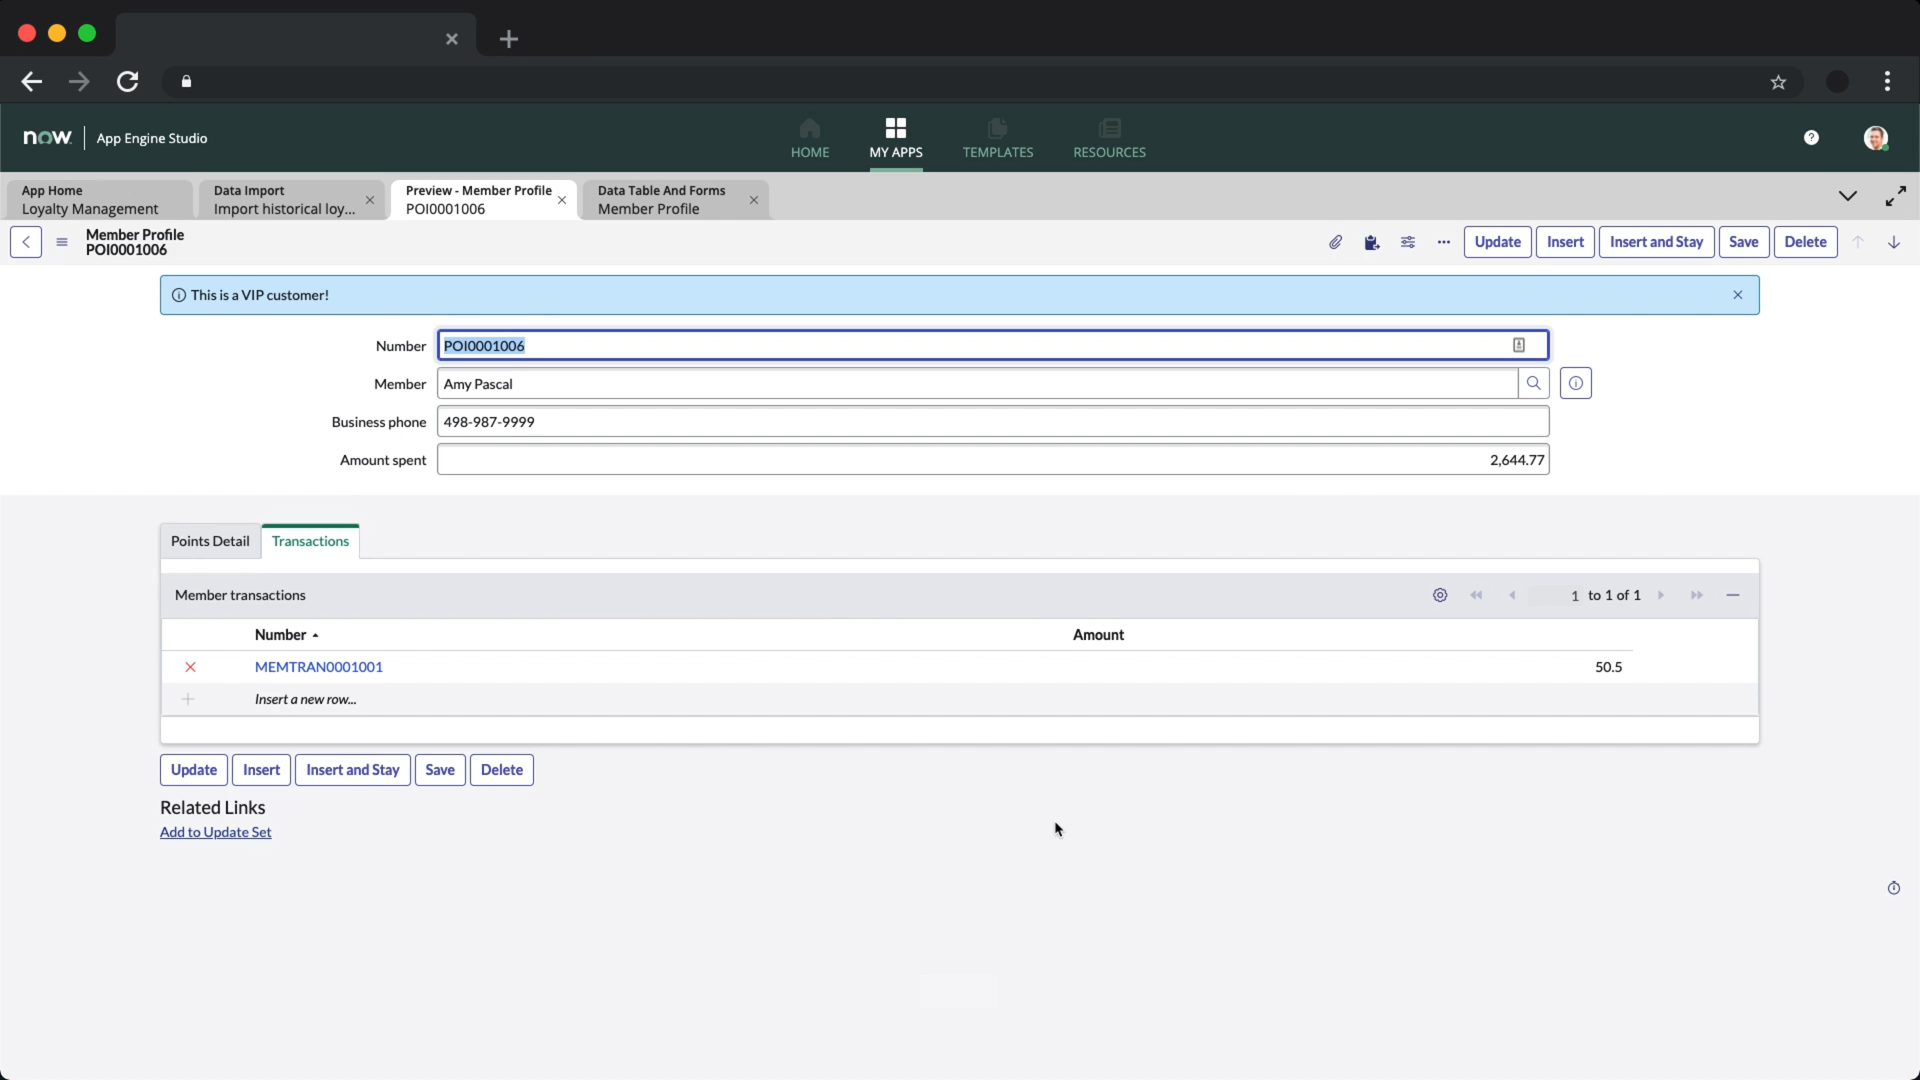 now. App Engine Studio
HOME MY APPS TEMPLATES RESOURCES
App Home
Loyalty Management
Data Import
Import historical loy...
Preview - Member Profile
POI0001006
Data Table And Forms
Member Profile
Member Profile
POI0001006
Update Insert Insert and Stay Save Delete
This is a VIP customer!
Number POI0001006
Member Amy Pascal
Business phone 498-987-9999
Amount spent 2,644.77
Points Detail Transactions
Member transactions 1 to 1 of 1
Number Amount
MEMTRAN0001001 50.5
Insert a new row...
Update Insert Insert and Stay Save Delete
Related Links
Add to Update Set